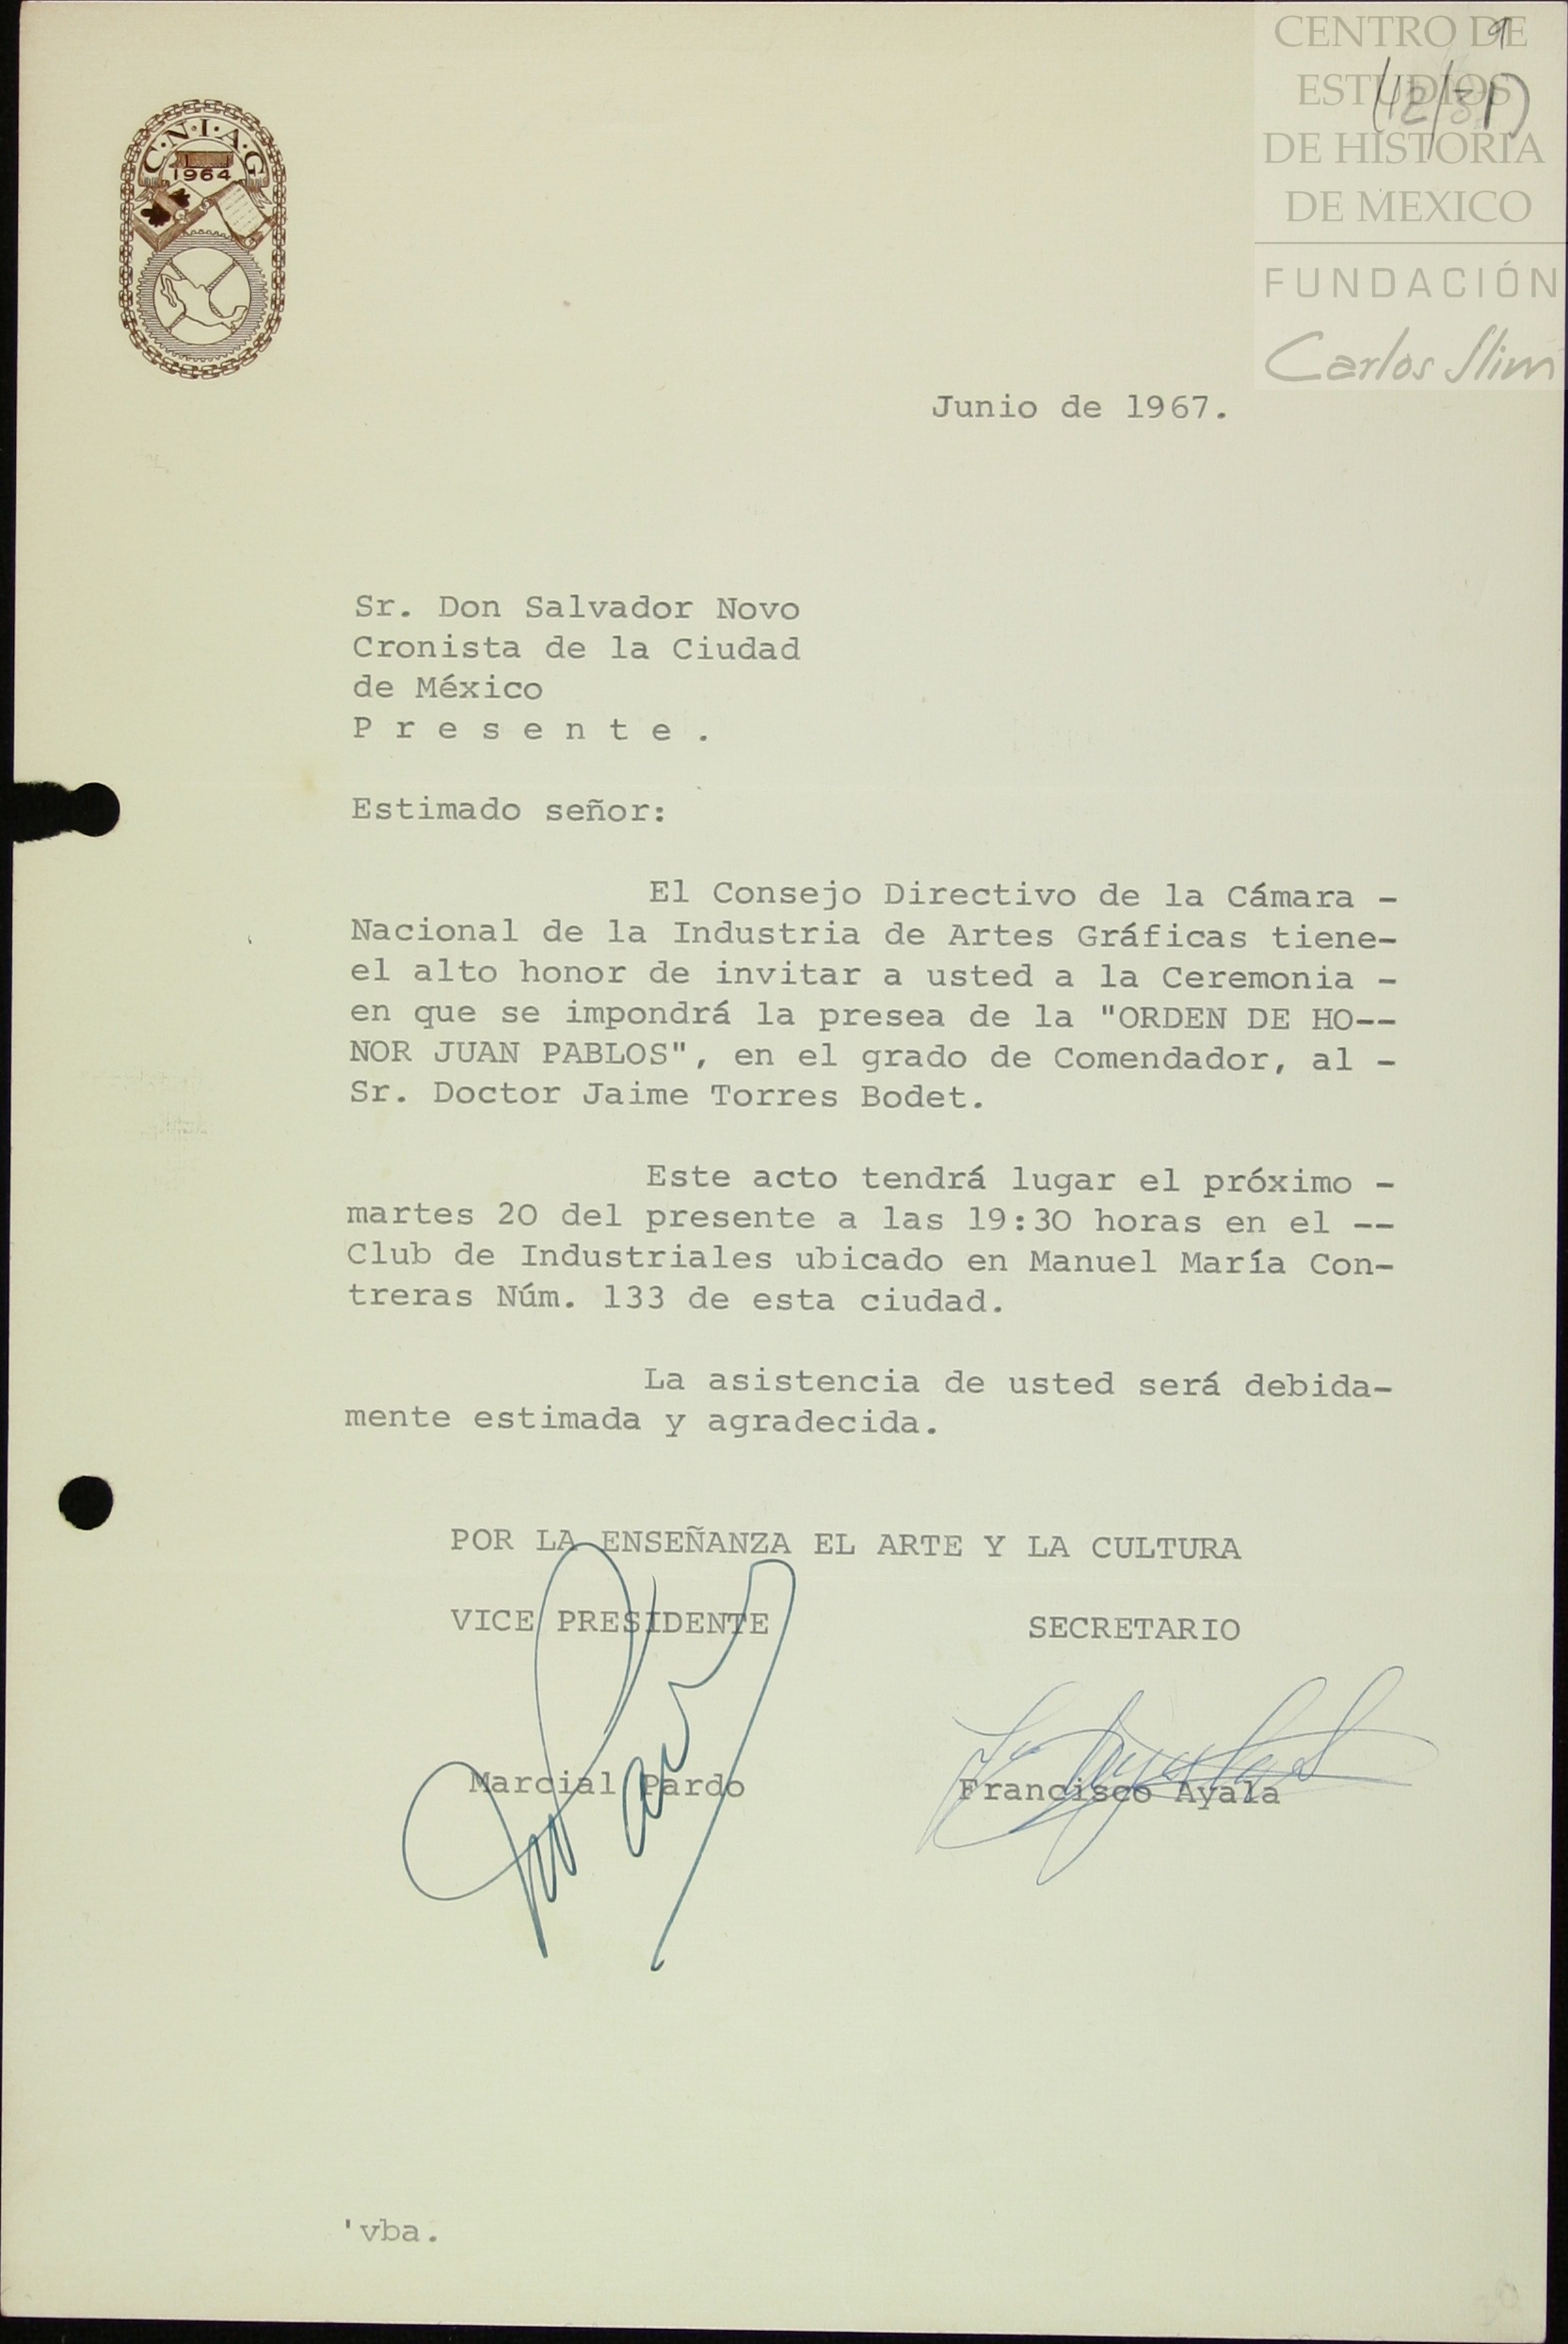 CENTRO DE
ESTUDIOS
DE HISTORIA
DE MEXICO
FUNDACIÓN
Carlos Slim
9
C·N·I·A·G
1964
Junio de 1967.
Sr. Don Salvador Novo
Cronista de la Ciudad
de México
P r e s e n t e .
Estimado señor:
El Consejo Directivo de la Cámara -
Nacional de la Industria de Artes Gráficas tiene-
el alto honor de invitar a usted a la Ceremonia -
en que se impondrá la presea de la "ORDEN DE HO--
NOR JUAN PABLOS", en el grado de Comendador, al -
Sr. Doctor Jaime Torres Bodet.
Este acto tendrá lugar el próximo -
martes 20 del presente a las 19:30 horas en el --
Club de Industriales ubicado en Manuel María Con-
treras Núm. 133 de esta ciudad.
La asistencia de usted será debida-
mente estimada y agradecida.
POR LA ENSEÑANZA EL ARTE Y LA CULTURA
VICE PRESIDENTE SECRETARIO
Marcial Pardo Francisco Ayala
'vba.